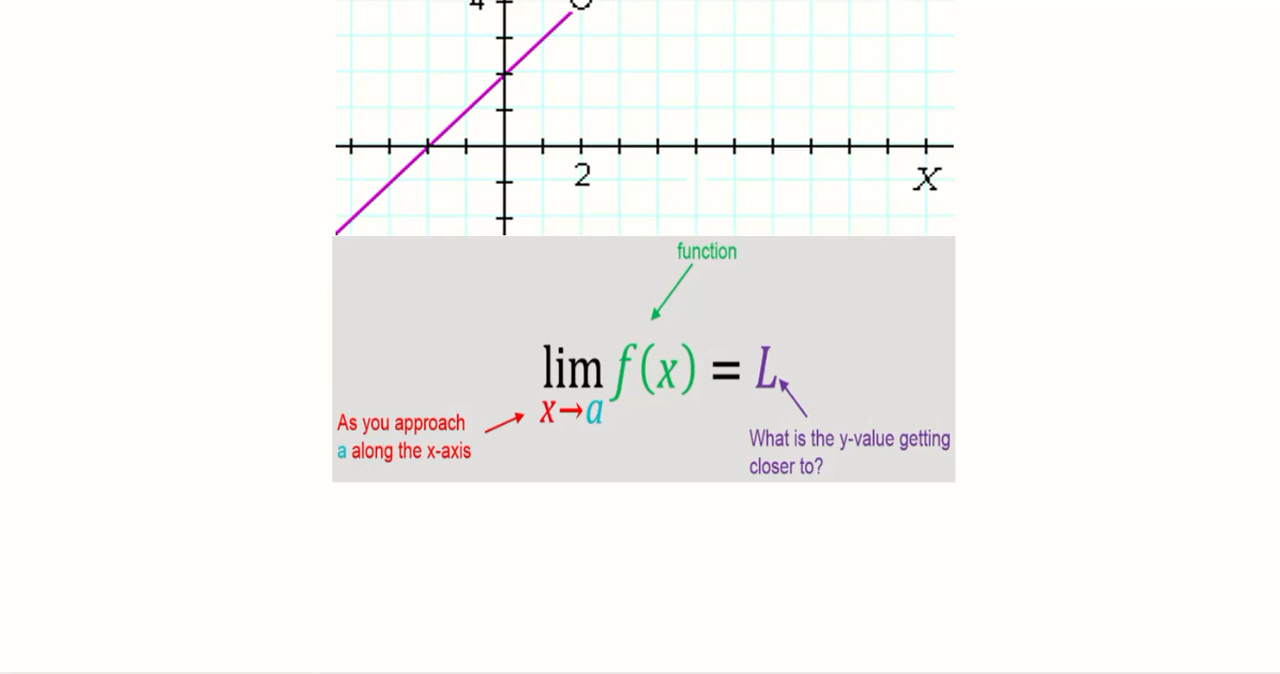 4
2
x
function
lim f(x) = L
x→a
As you approach
a along the x-axis
What is the y-value getting
closer to?